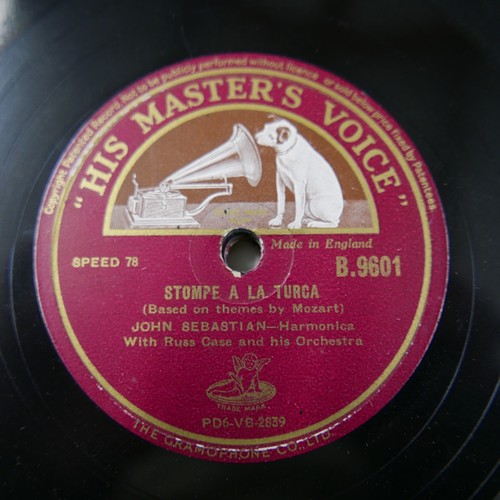 Copyright Patented Record. Not to be publicly performed without licence or sold below price fixed by Patentees.
"HIS MASTER'S VOICE"
Made in England
SPEED 78
B.9601
STOMPE A LA TURCA
(Based on themes by Mozart)
JOHN SEBASTIAN—Harmonica
With Russ Case and his Orchestra
TRADE MARK
PD6-VB-2839
THE GRAMOPHONE CO., LTD.